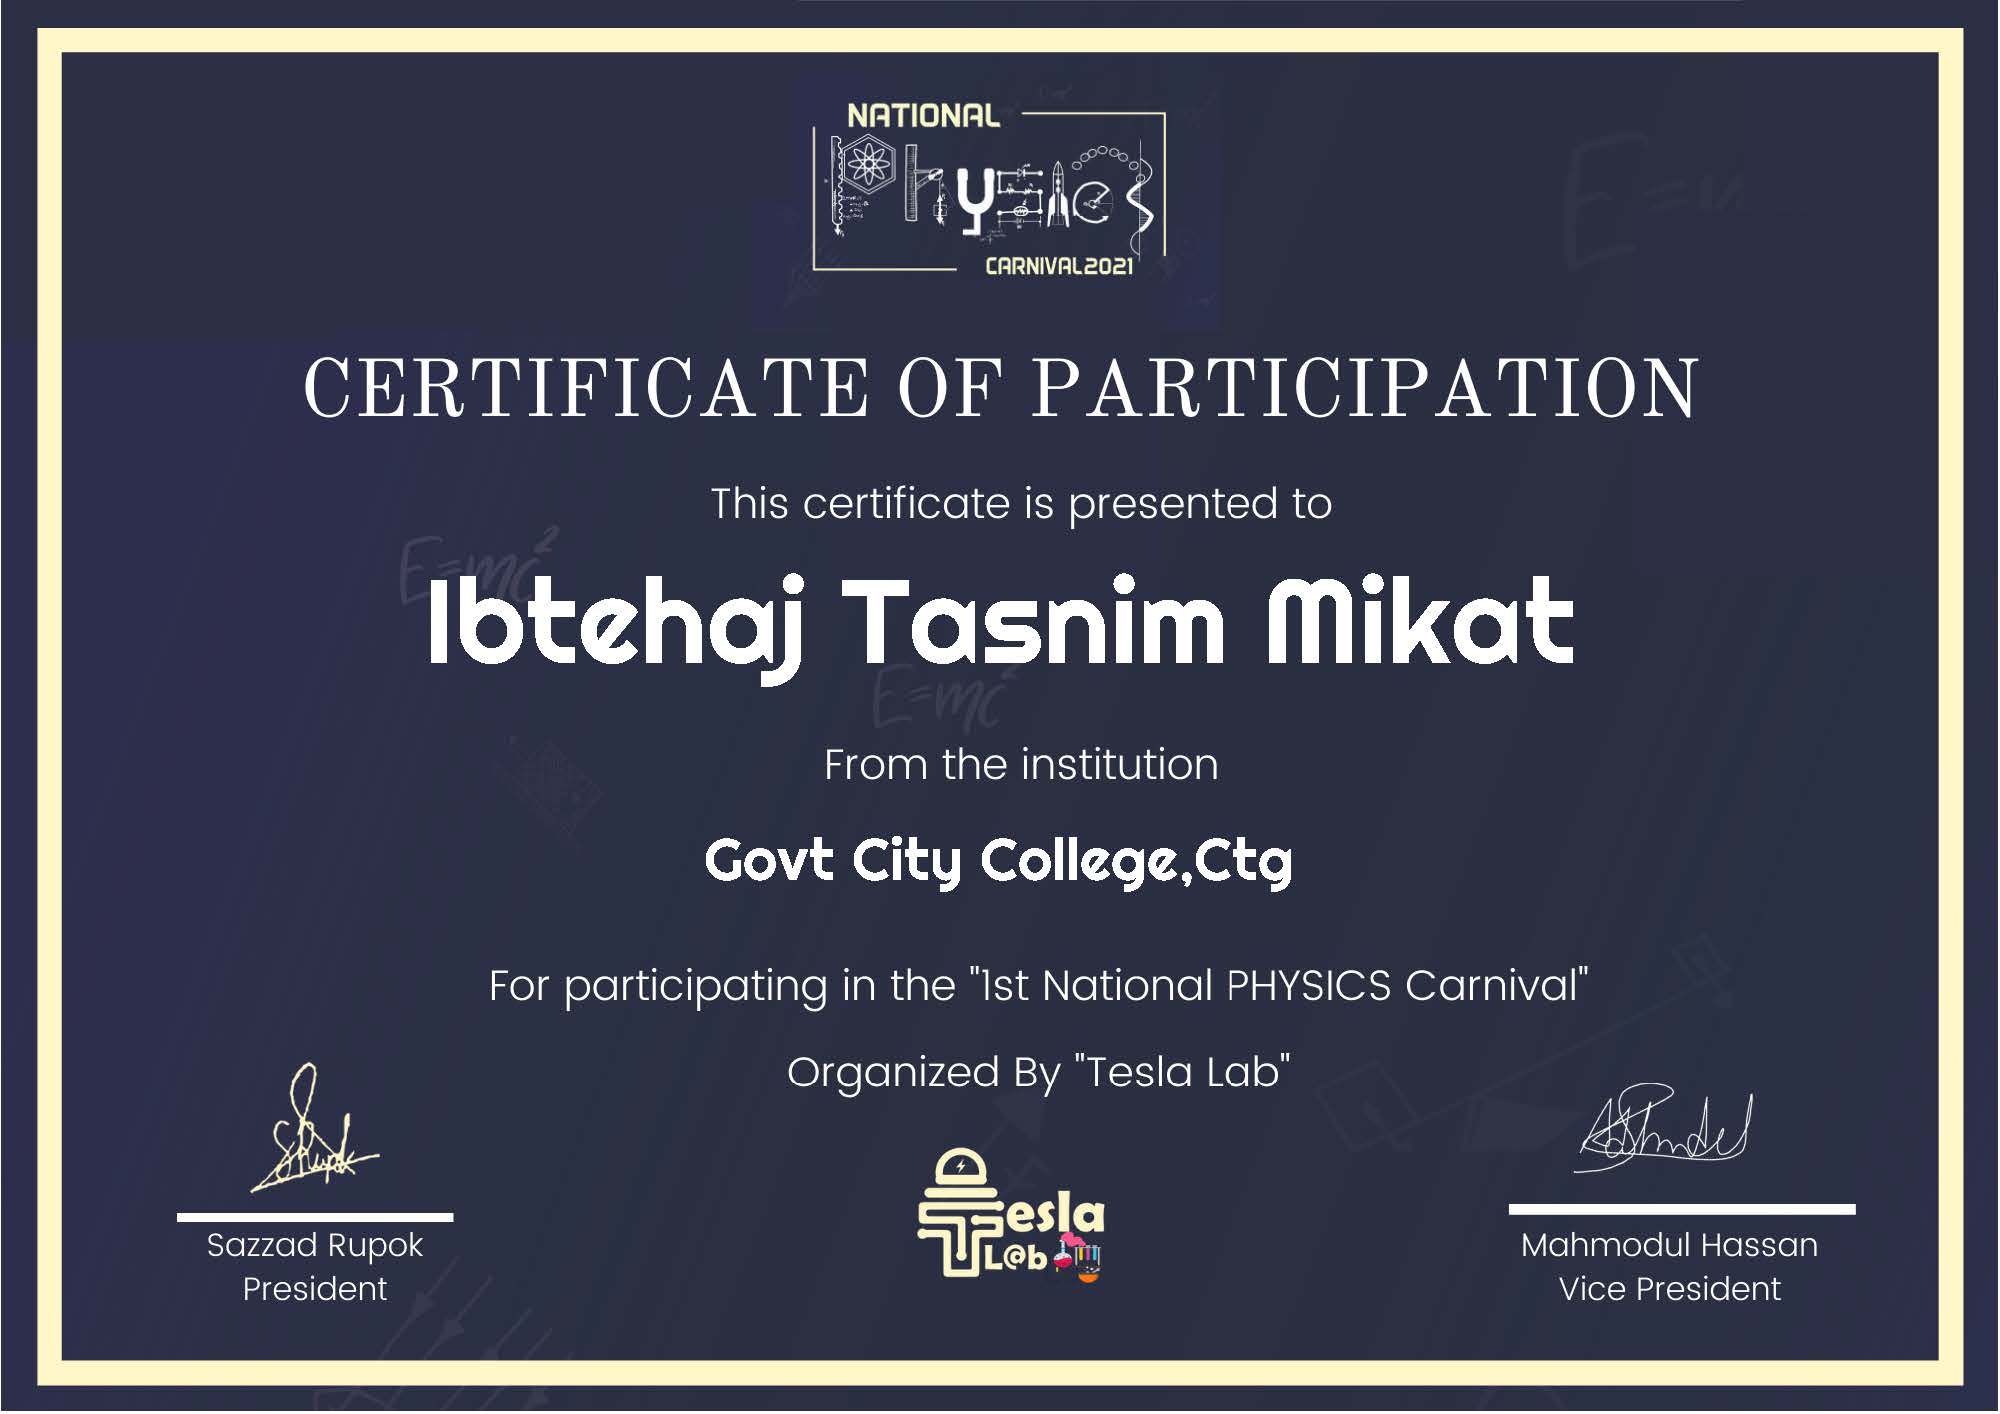 NATIONAL
Physics
CARNIVAL2021
CERTIFICATE OF PARTICIPATION
This certificate is presented to
E=mc²
Ibtehaj Tasnim Mikat
E=mc²
From the institution
Govt City College,Ctg
For participating in the "1st National PHYSICS Carnival"
Organized By "Tesla Lab"
Tesla
L@b
Sazzad Rupok
President
Mahmodul Hassan
Vice President